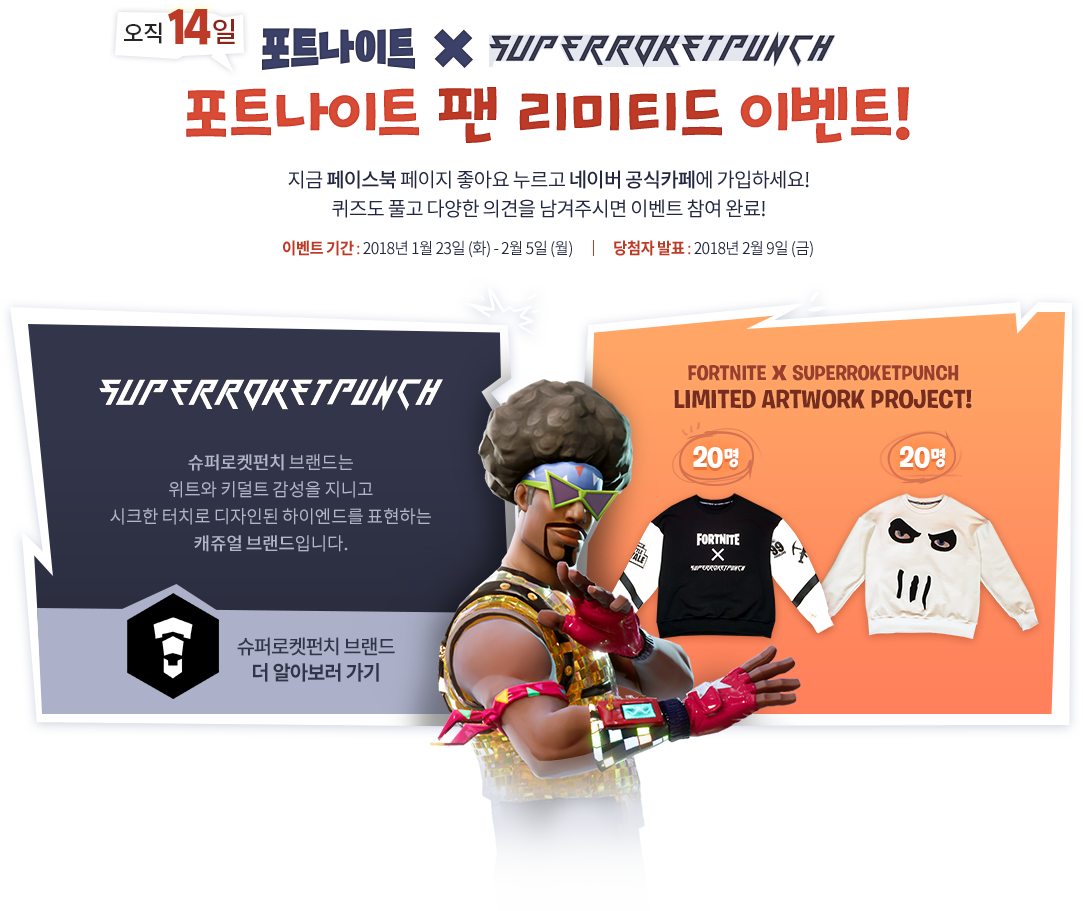 오직 14일
포트나이트 X SUPERROKETPUNCH
포트나이트 팬 리미티드 이벤트!
지금 페이스북 페이지 좋아요 누르고 네이버 공식카페에 가입하세요!
퀴즈도 풀고 다양한 의견을 남겨주시면 이벤트 참여 완료!
이벤트 기간 : 2018년 1월 23일 (화) - 2월 5일 (월) | 당첨자 발표 : 2018년 2월 9일 (금)
SUPERROKETPUNCH
슈퍼로켓펀치 브랜드는
위트와 키덜트 감성을 지니고
시크한 터치로 디자인된 하이엔드를 표현하는
캐쥬얼 브랜드입니다.
슈퍼로켓펀치 브랜드
더 알아보러 가기
FORTNITE X SUPERROKETPUNCH
LIMITED ARTWORK PROJECT!
20명
20명
FORTNITE
X
SUPERROKETPUNCH
99